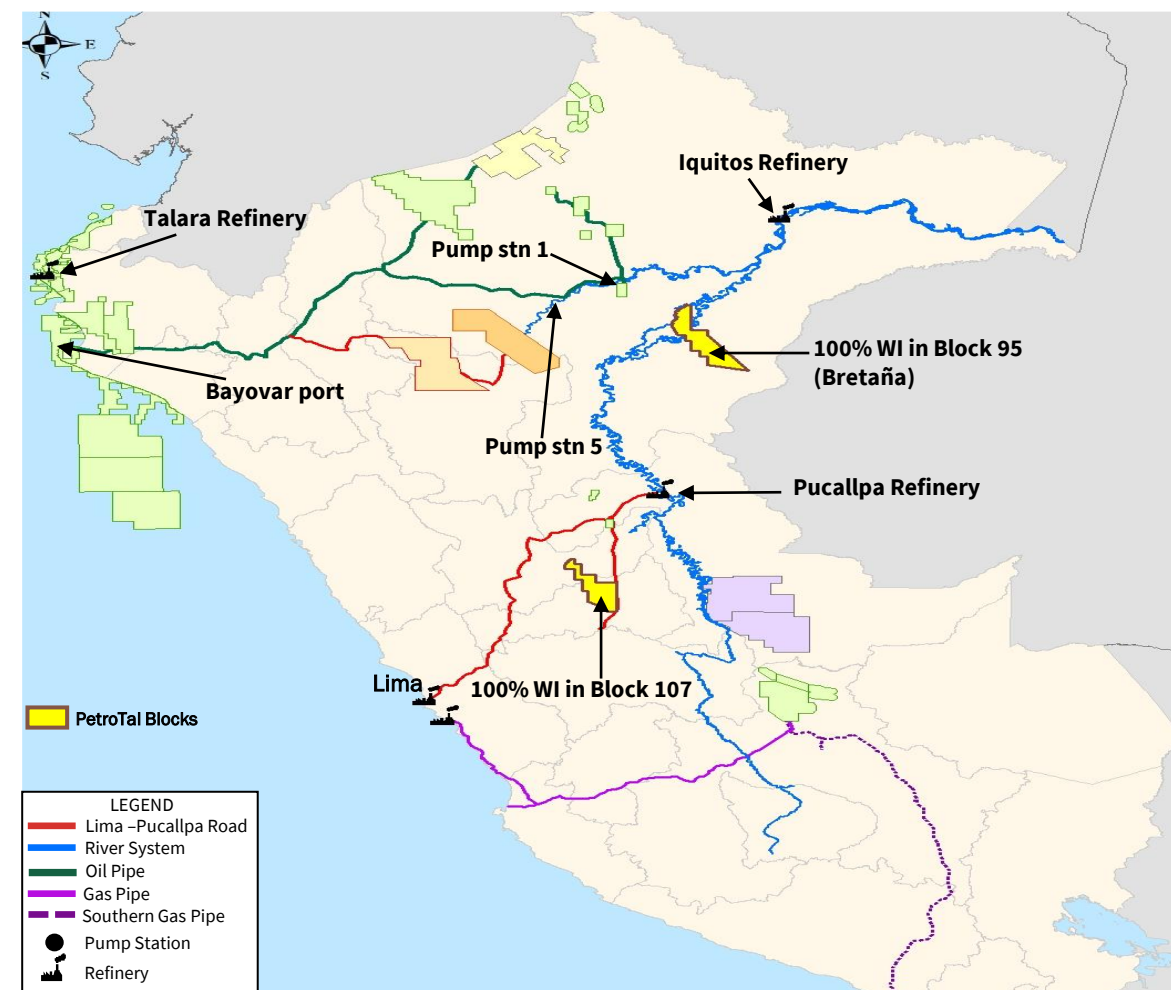 N
E
S
Iquitos Refinery
Talara Refinery
Pump stn 1
100% WI in Block 95
(Bretaña)
Bayovar port
Pump stn 5
Pucallpa Refinery
Lima
100% WI in Block 107
PetroTal Blocks
LEGEND
Lima –Pucallpa Road
River System
Oil Pipe
Gas Pipe
Southern Gas Pipe
Pump Station
Refinery